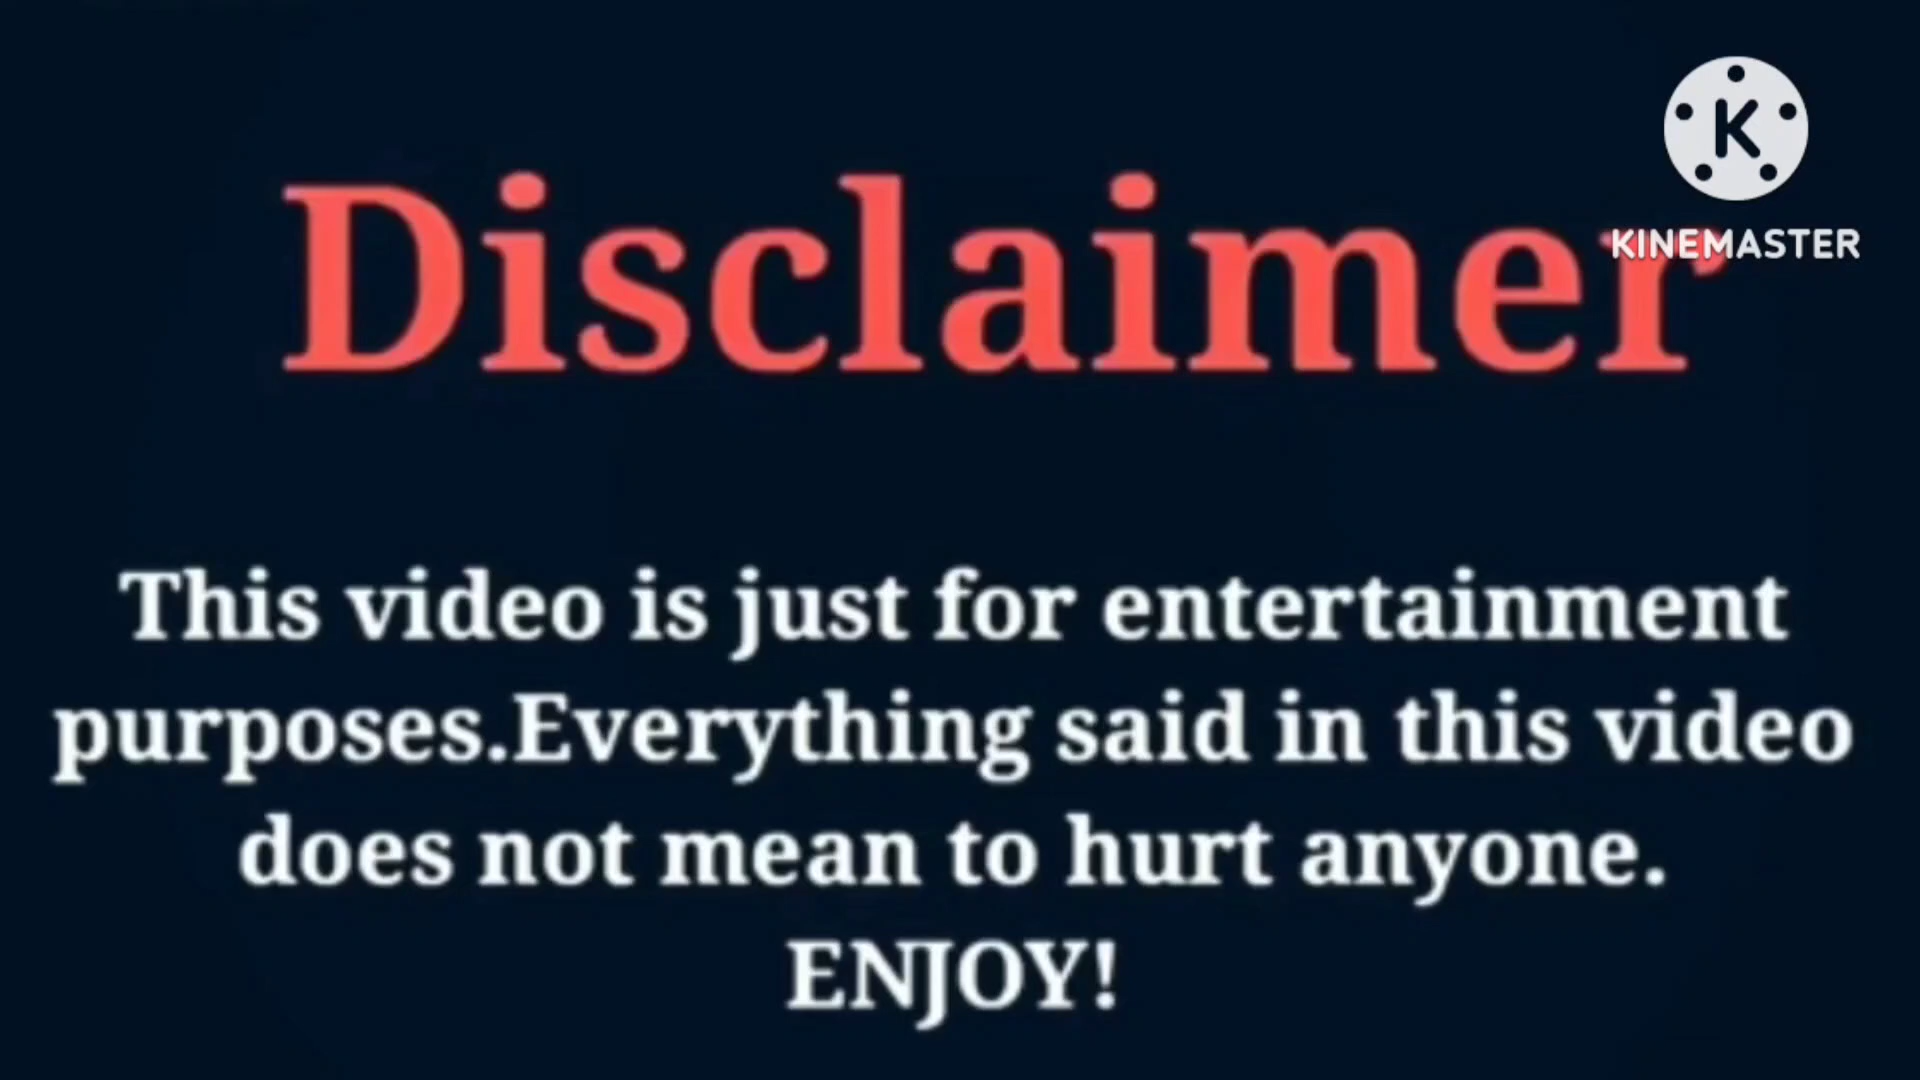 K
KINEMASTER
Disclaimer
This video is just for entertainment
purposes.Everything said in this video
does not mean to hurt anyone.
ENJOY!